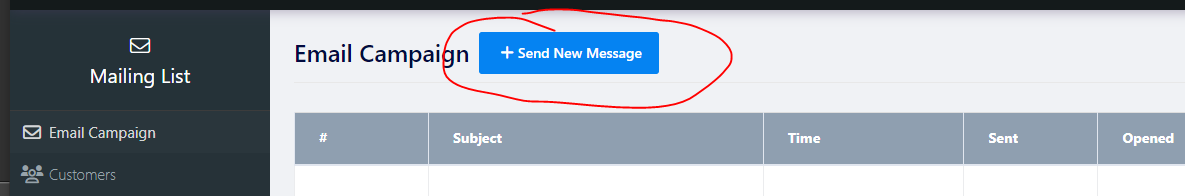 Mailing List
Email Campaign
Customers
Email Campaign
+ Send New Message
# Subject Time Sent Opened